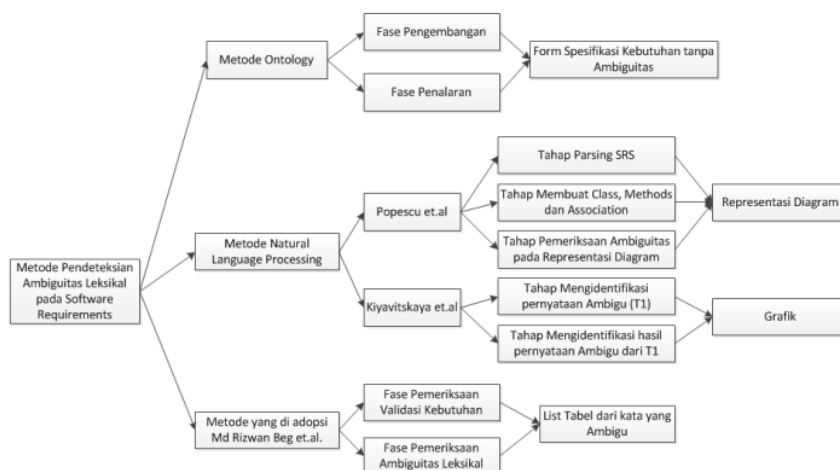 Metode Pendeteksian
Ambiguitas Leksikal
pada Software
Requirements
Metode Ontology
Fase Pengembangan
Fase Penalaran
Form Spesifikasi Kebutuhan tanpa
Ambiguitas
Metode Natural
Language Processing
Popescu et.al
Tahap Parsing SRS
Tahap Membuat Class, Methods
dan Association
Tahap Pemeriksaan Ambiguitas
pada Representasi Diagram
Representasi Diagram
Kiyavitskaya et.al
Tahap Mengidentifikasi
pernyataan Ambigu (T1)
Tahap Mengidentifikasi hasil
pernyataan Ambigu dari T1
Grafik
Metode yang di adopsi
Md Rizwan Beg et.al.
Fase Pemeriksaan
Validasi Kebutuhan
Fase Pemeriksaan
Ambiguitas Leksikal
List Tabel dari kata yang
Ambigu